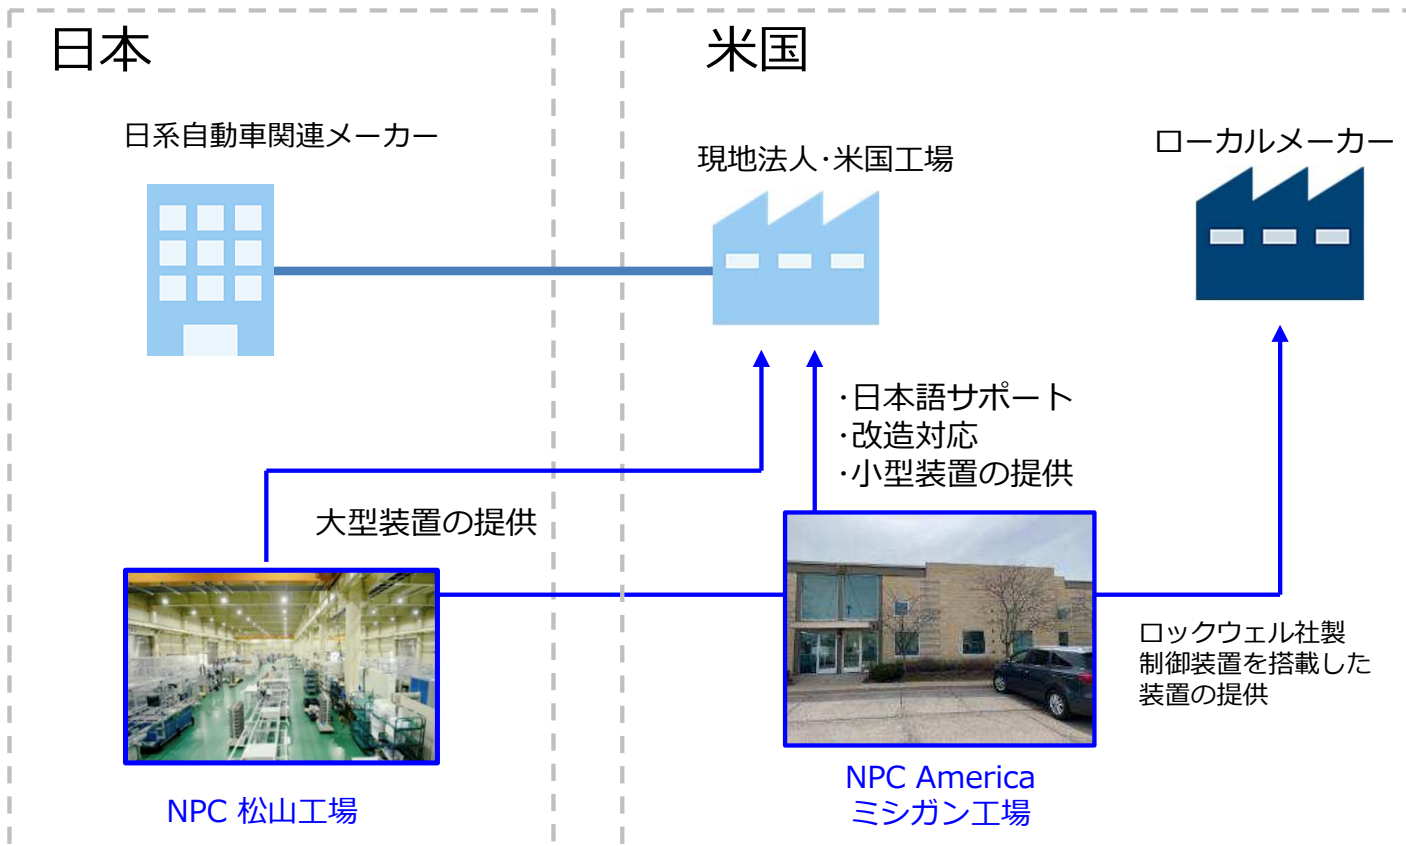 日本
米国
日系自動車関連メーカー
現地法人･米国工場
ローカルメーカー
･日本語サポート
･改造対応
･小型装置の提供
大型装置の提供
ロックウェル社製
制御装置を搭載した
装置の提供
NPC 松山工場
NPC America
ミシガン工場